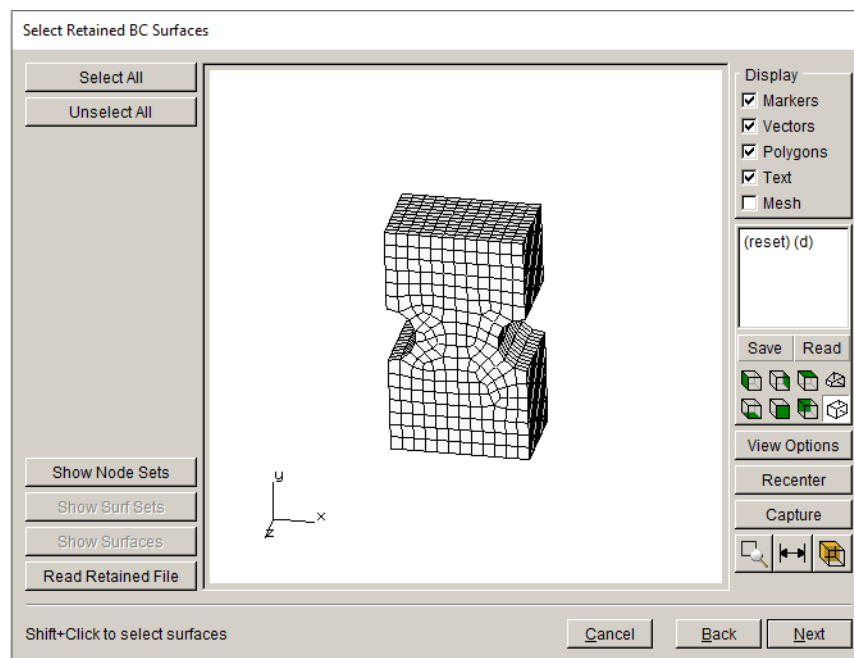 Select Retained BC Surfaces
Select All
Unselect All
Show Node Sets
Show Surf Sets
Show Surfaces
Read Retained File
y
x
z
Display
Markers
Vectors
Polygons
Text
Mesh
(reset) (d)
Save Read
View Options
Recenter
Capture
Shift+Click to select surfaces
Cancel Back Next